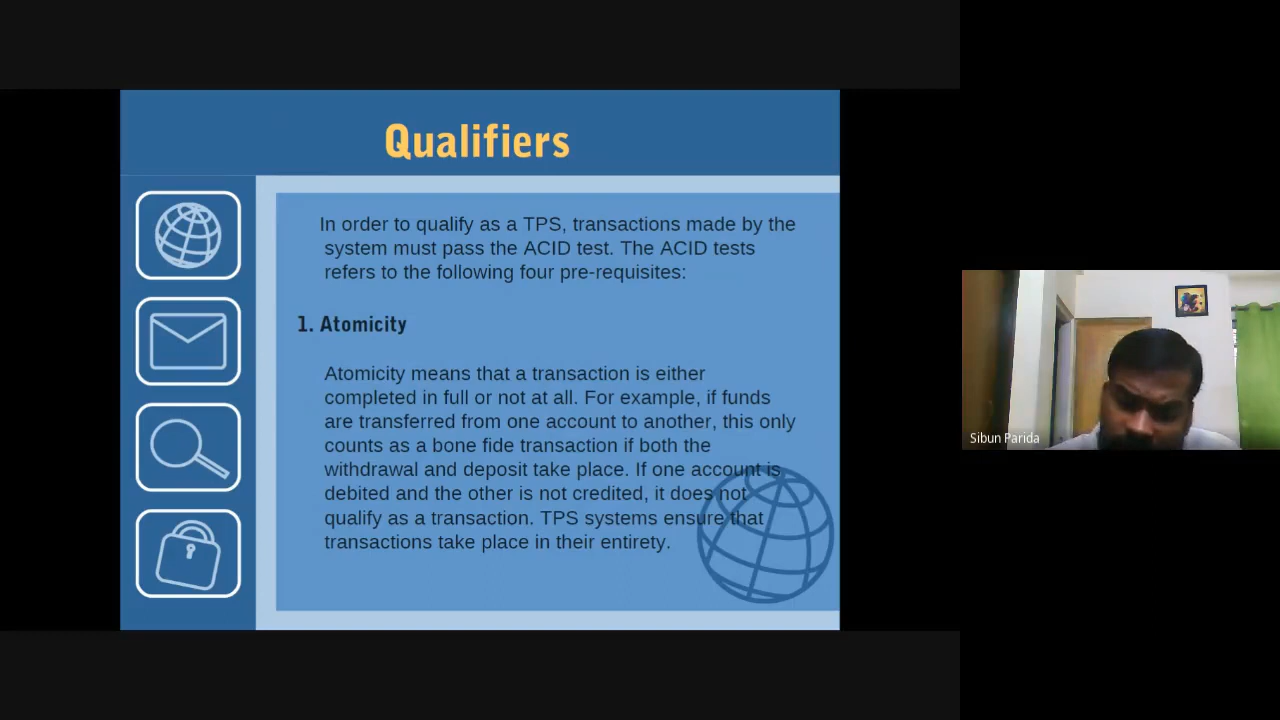 Qualifiers
In order to qualify as a TPS, transactions made by the
system must pass the ACID test. The ACID tests
refers to the following four pre-requisites:
1. Atomicity
Atomicity means that a transaction is either
completed in full or not at all. For example, if funds
are transferred from one account to another, this only
counts as a bone fide transaction if both the
withdrawal and deposit take place. If one account is
debited and the other is not credited, it does not
qualify as a transaction. TPS systems ensure that
transactions take place in their entirety.
Sibun Parida